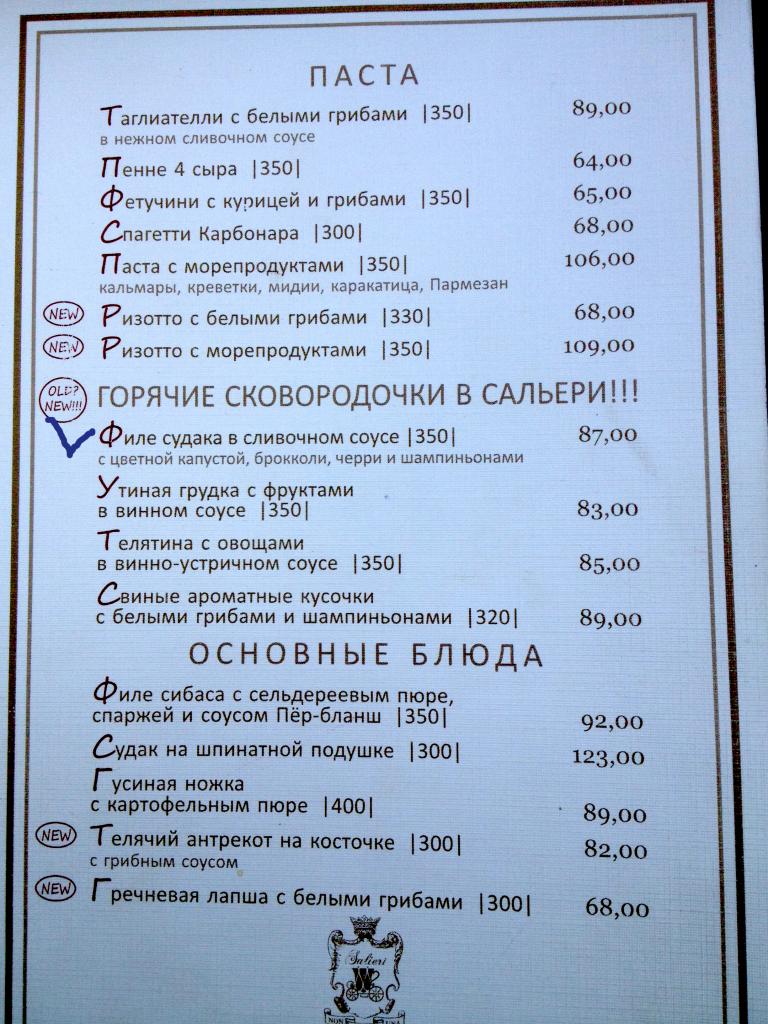 ПАСТА
Таглиателли с белыми грибами |350| 89,00
в нежном сливочном соусе
Пенне 4 сыра |350| 64,00
Фетучини с курицей и грибами |350| 65,00
Спагетти Карбонара |300| 68,00
Паста с морепродуктами |350| 106,00
кальмары, креветки, мидии, каракатица, Пармезан
NEW Ризотто с белыми грибами |330| 68,00
NEW Ризотто с морепродуктами |350| 109,00
OLD?
NEW!!!
ГОРЯЧИЕ СКОВОРОДОЧКИ В САЛЬЕРИ!!!
Филе судака в сливочном соусе |350| 87,00
с цветной капустой, брокколи, черри и шампиньонами
Утиная грудка с фруктами
в винном соусе |350| 83,00
Телятина с овощами
в винно-устричном соусе |350| 85,00
Свиные ароматные кусочки
с белыми грибами и шампиньонами |320| 89,00
ОСНОВНЫЕ БЛЮДА
Филе сибаса с сельдереевым пюре,
спаржей и соусом Пёр-бланш |350| 92,00
Судак на шпинатной подушке |300| 123,00
Гусиная ножка
с картофельным пюре |400| 89,00
NEW Телячий антрекот на косточке |300| 82,00
с грибным соусом
NEW Гречневая лапша с белыми грибами |300| 68,00
Salieri
NON UNA